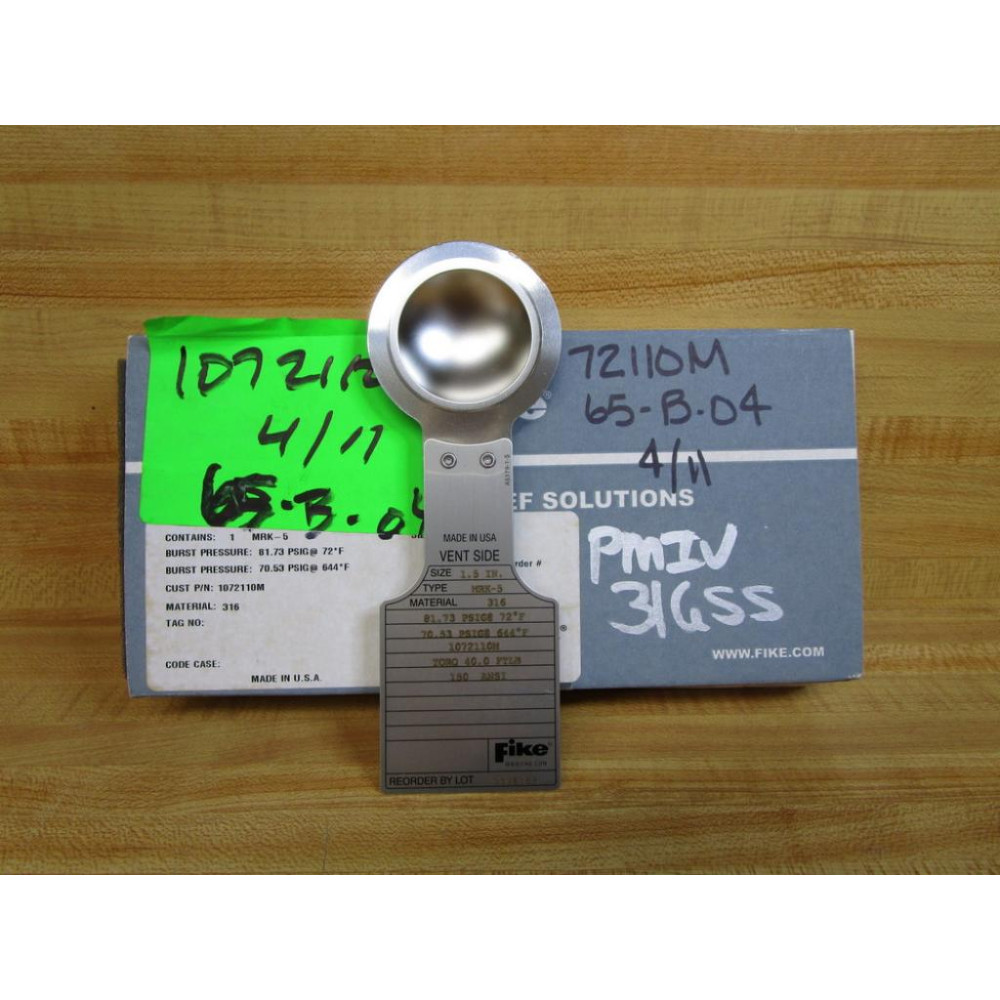 1072110
4/11
65-B-04
72110M
65-B-04
4/11
EF SOLUTIONS
PMIV
316SS
WWW.FIKE.COM
CONTAINS: 1 MRK-5
BURST PRESSURE: 81.73 PSIG@ 72°F
BURST PRESSURE: 70.53 PSIG@ 644°F
CUST P/N: 1072110M
MATERIAL: 316
TAG NO:
CODE CASE:
MADE IN U.S.A.
rder #
MADE IN USA
VENT SIDE
SIZE 1.5 IN.
TYPE MRK-5
MATERIAL 316
81.73 PSIG@ 72°F
70.53 PSIG@ 644°F
1072110M
TORQ 40.0 FTLB
150 ANSI
Fike®
REORDER BY LOT